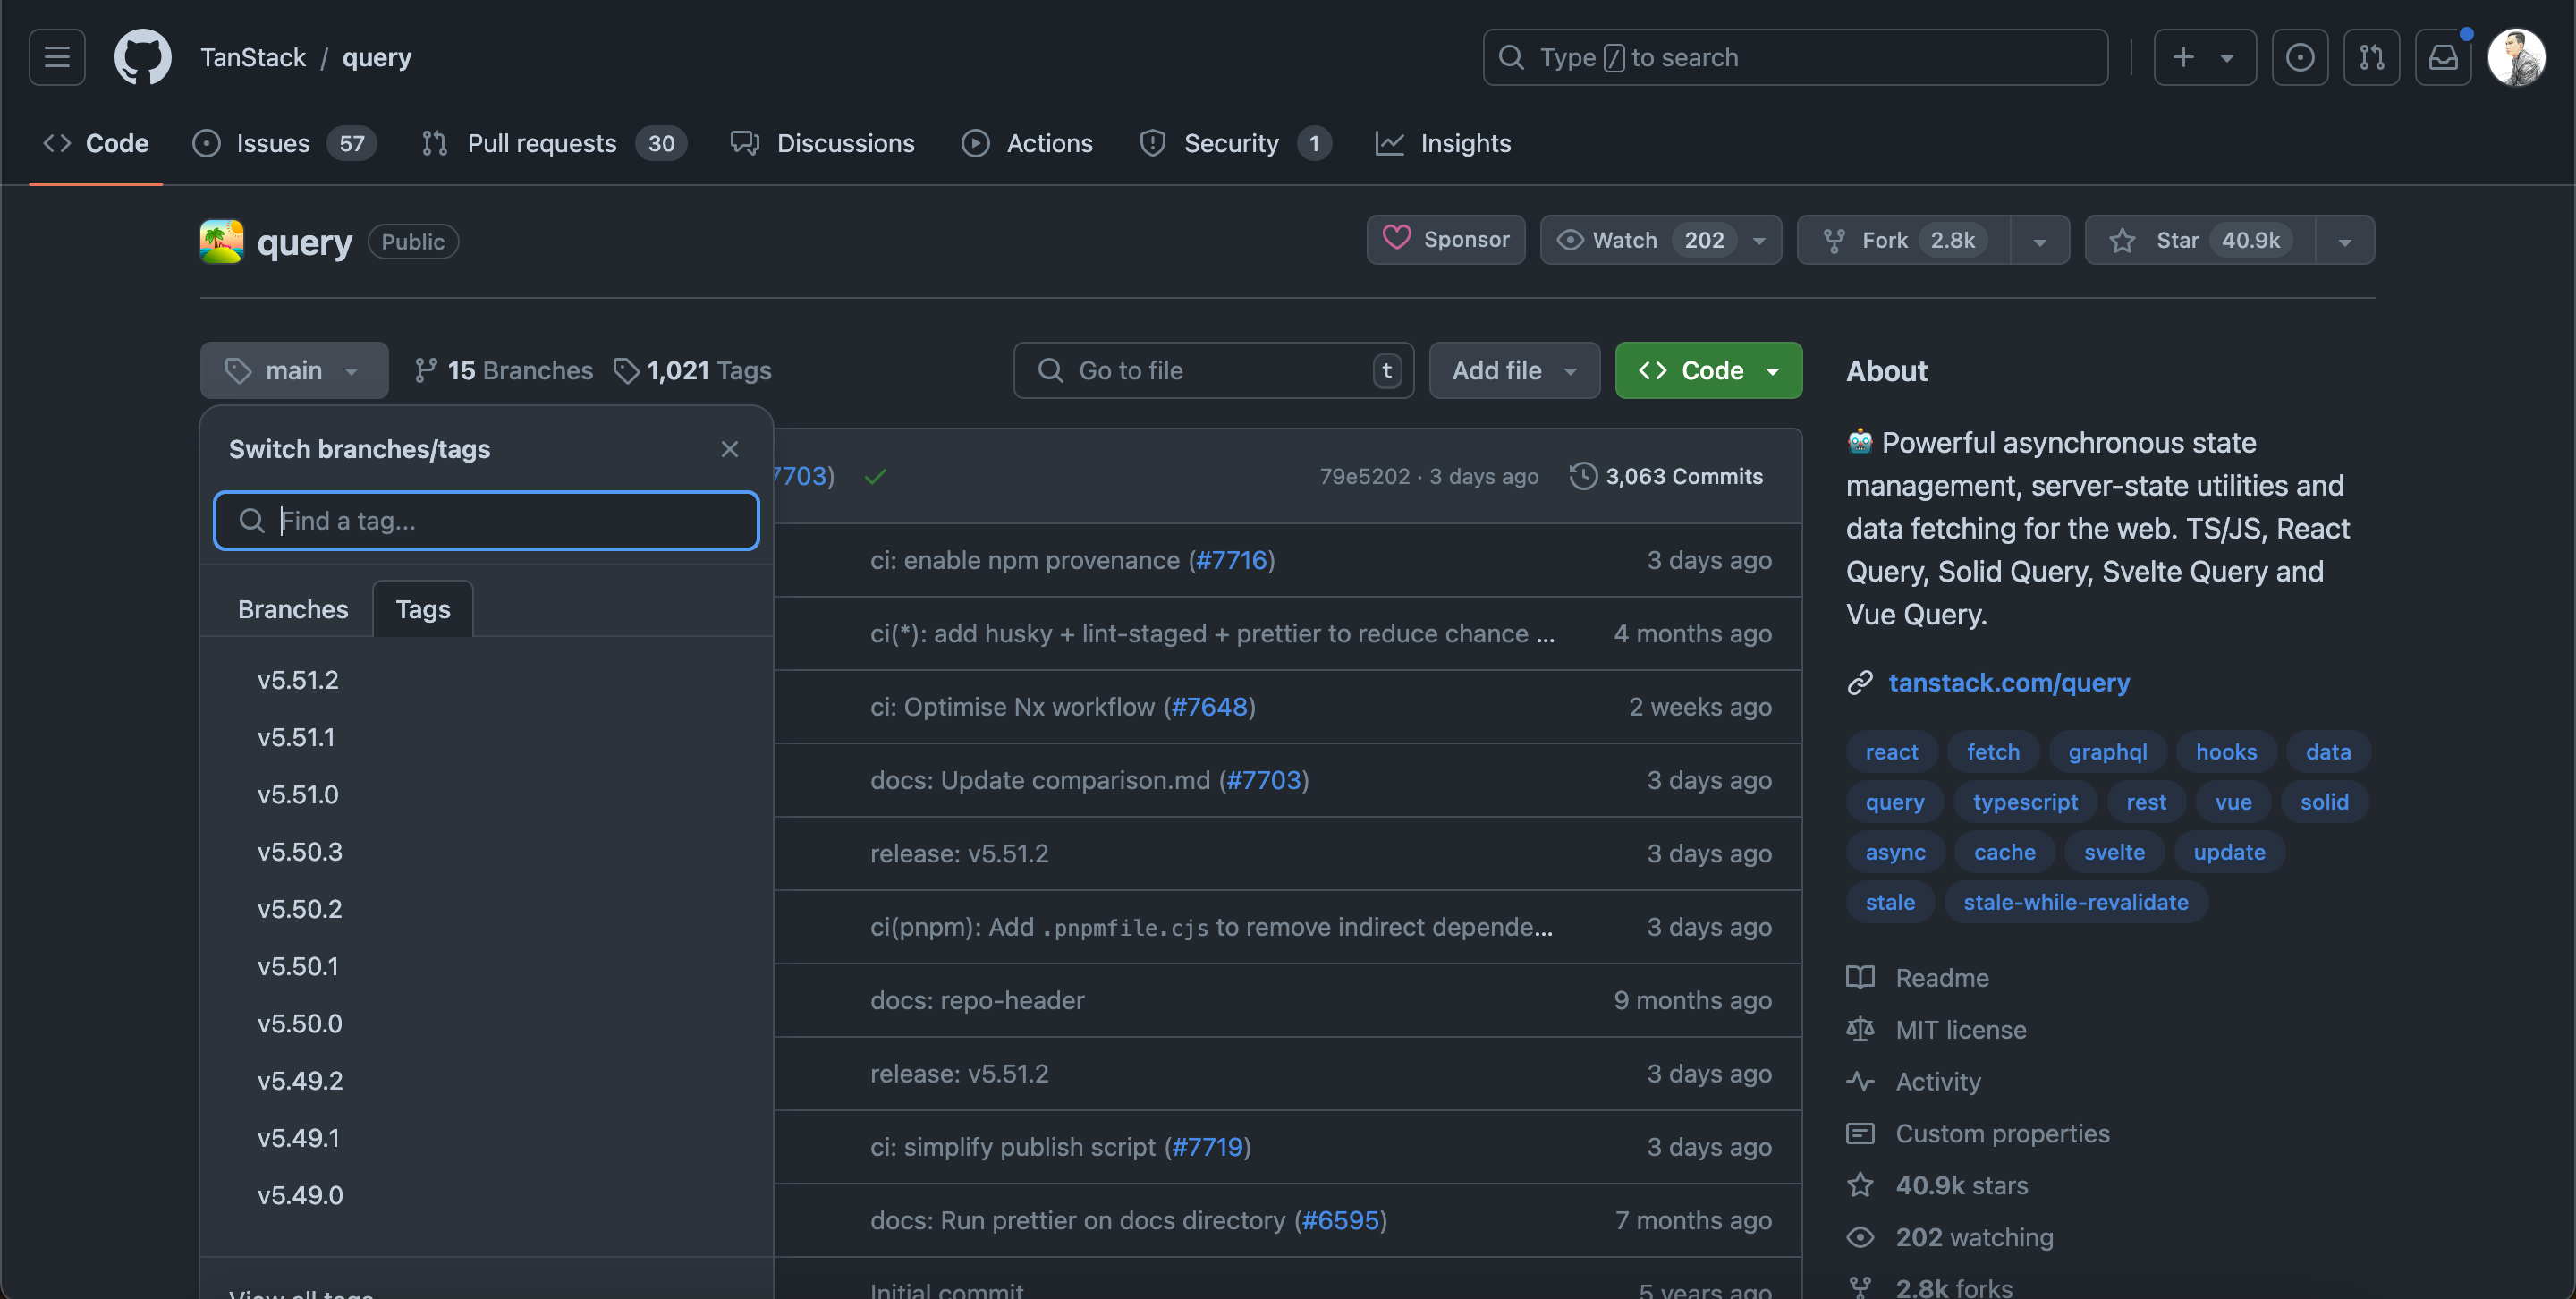 TanStack / query
Type / to search
Code
Issues 57
Pull requests 30
Discussions
Actions
Security 1
Insights
query Public
Sponsor
Watch 202
Fork 2.8k
Star 40.9k
main
15 Branches
1,021 Tags
Go to file t
Add file
Code
Switch branches/tags
Find a tag...
Branches
Tags
v5.51.2
v5.51.1
v5.51.0
v5.50.3
v5.50.2
v5.50.1
v5.50.0
v5.49.2
v5.49.1
v5.49.0
View all tags
7703) 79e5202 · 3 days ago 3,063 Commits
ci: enable npm provenance (#7716) 3 days ago
ci(*): add husky + lint-staged + prettier to reduce chance ... 4 months ago
ci: Optimise Nx workflow (#7648) 2 weeks ago
docs: Update comparison.md (#7703) 3 days ago
release: v5.51.2 3 days ago
ci(pnpm): Add .pnpmfile.cjs to remove indirect depende... 3 days ago
docs: repo-header 9 months ago
release: v5.51.2 3 days ago
ci: simplify publish script (#7719) 3 days ago
docs: Run prettier on docs directory (#6595) 7 months ago
Initial commit 5 years ago
About
Powerful asynchronous state
management, server-state utilities and
data fetching for the web. TS/JS, React
Query, Solid Query, Svelte Query and
Vue Query.
tanstack.com/query
react fetch graphql hooks data
query typescript rest vue solid
async cache svelte update
stale stale-while-revalidate
Readme
MIT license
Activity
Custom properties
40.9k stars
202 watching
2.8k forks